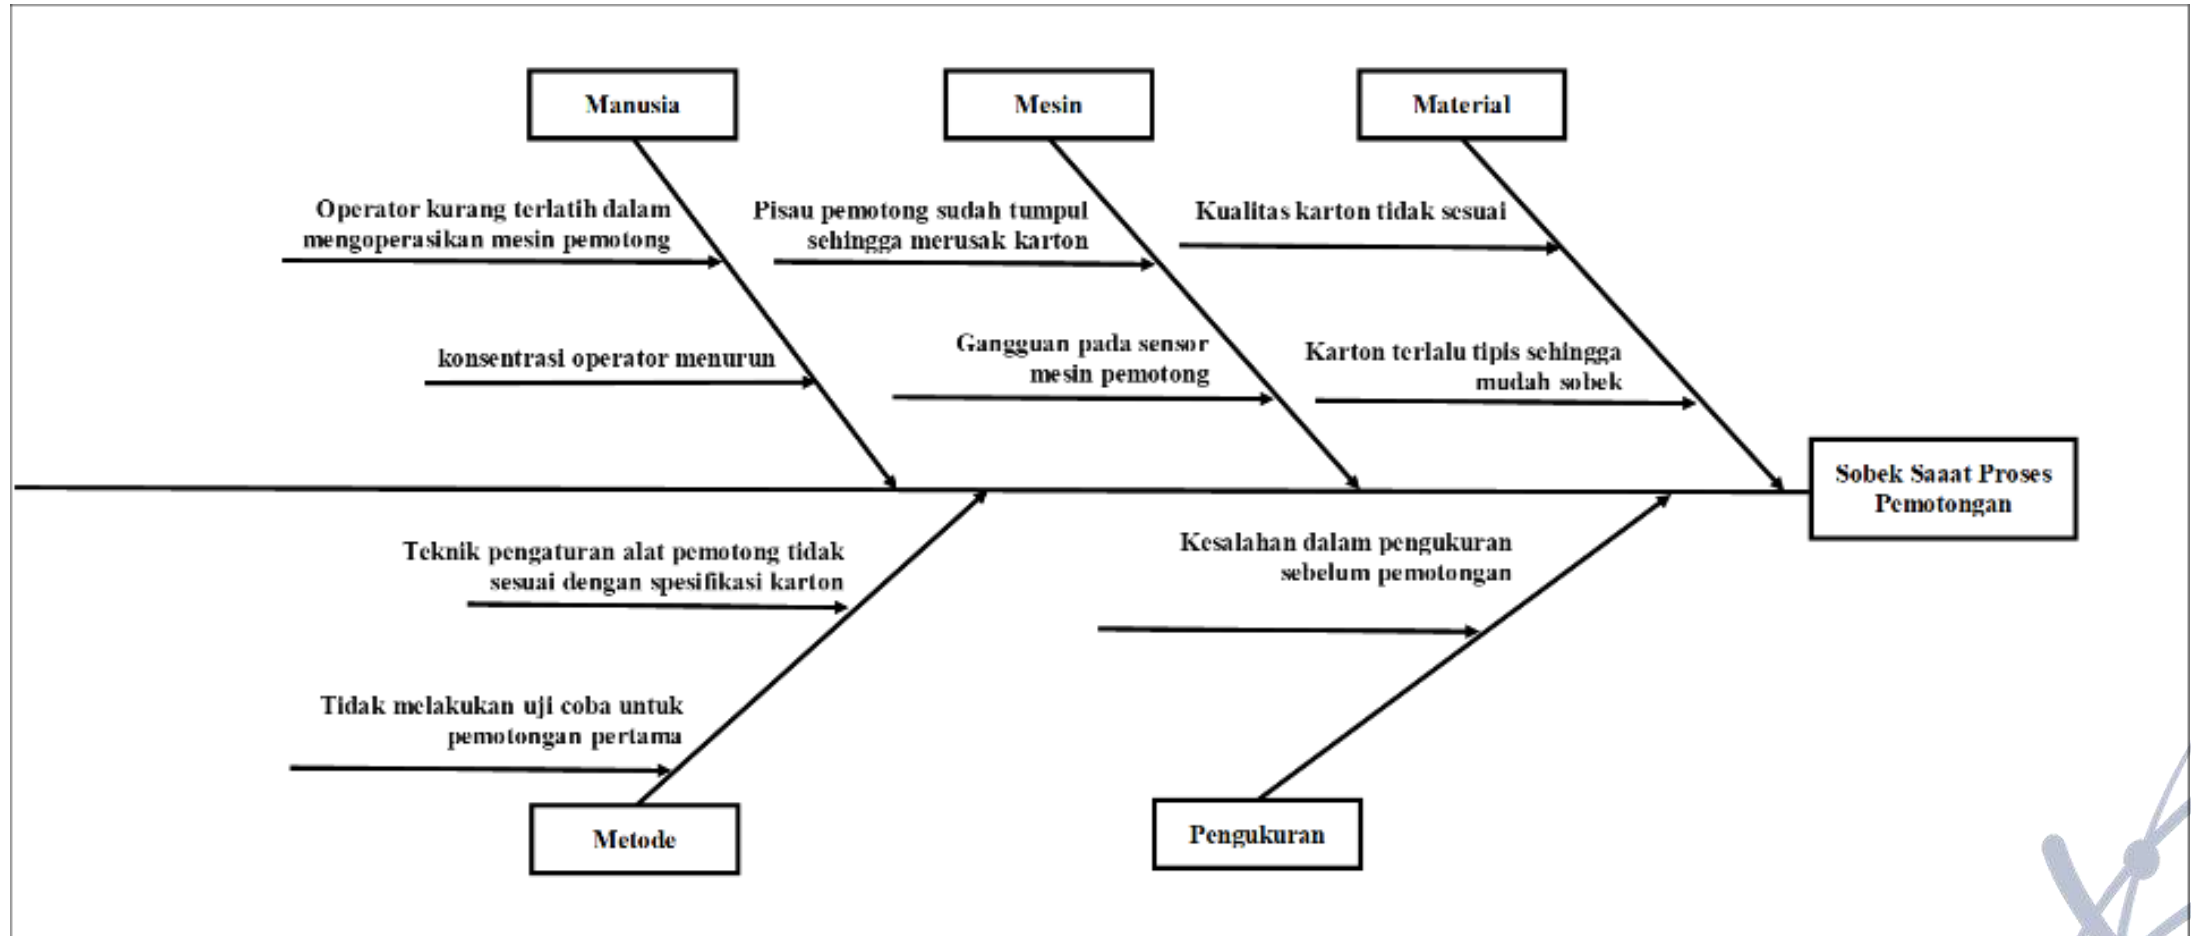 Manusia
Mesin
Material
Operator kurang terlatih dalam
mengoperasikan mesin pemotong
Pisau pemotong sudah tumpul
sehingga merusak karton
Kualitas karton tidak sesuai
konsentrasi operator menurun
Gangguan pada sensor
mesin pemotong
Karton terlalu tipis sehingga
mudah sobek
Sobek Saaat Proses
Pemotongan
Teknik pengaturan alat pemotong tidak
sesuai dengan spesifikasi karton
Kesalahan dalam pengukuran
sebelum pemotongan
Tidak melakukan uji coba untuk
pemotongan pertama
Metode
Pengukuran